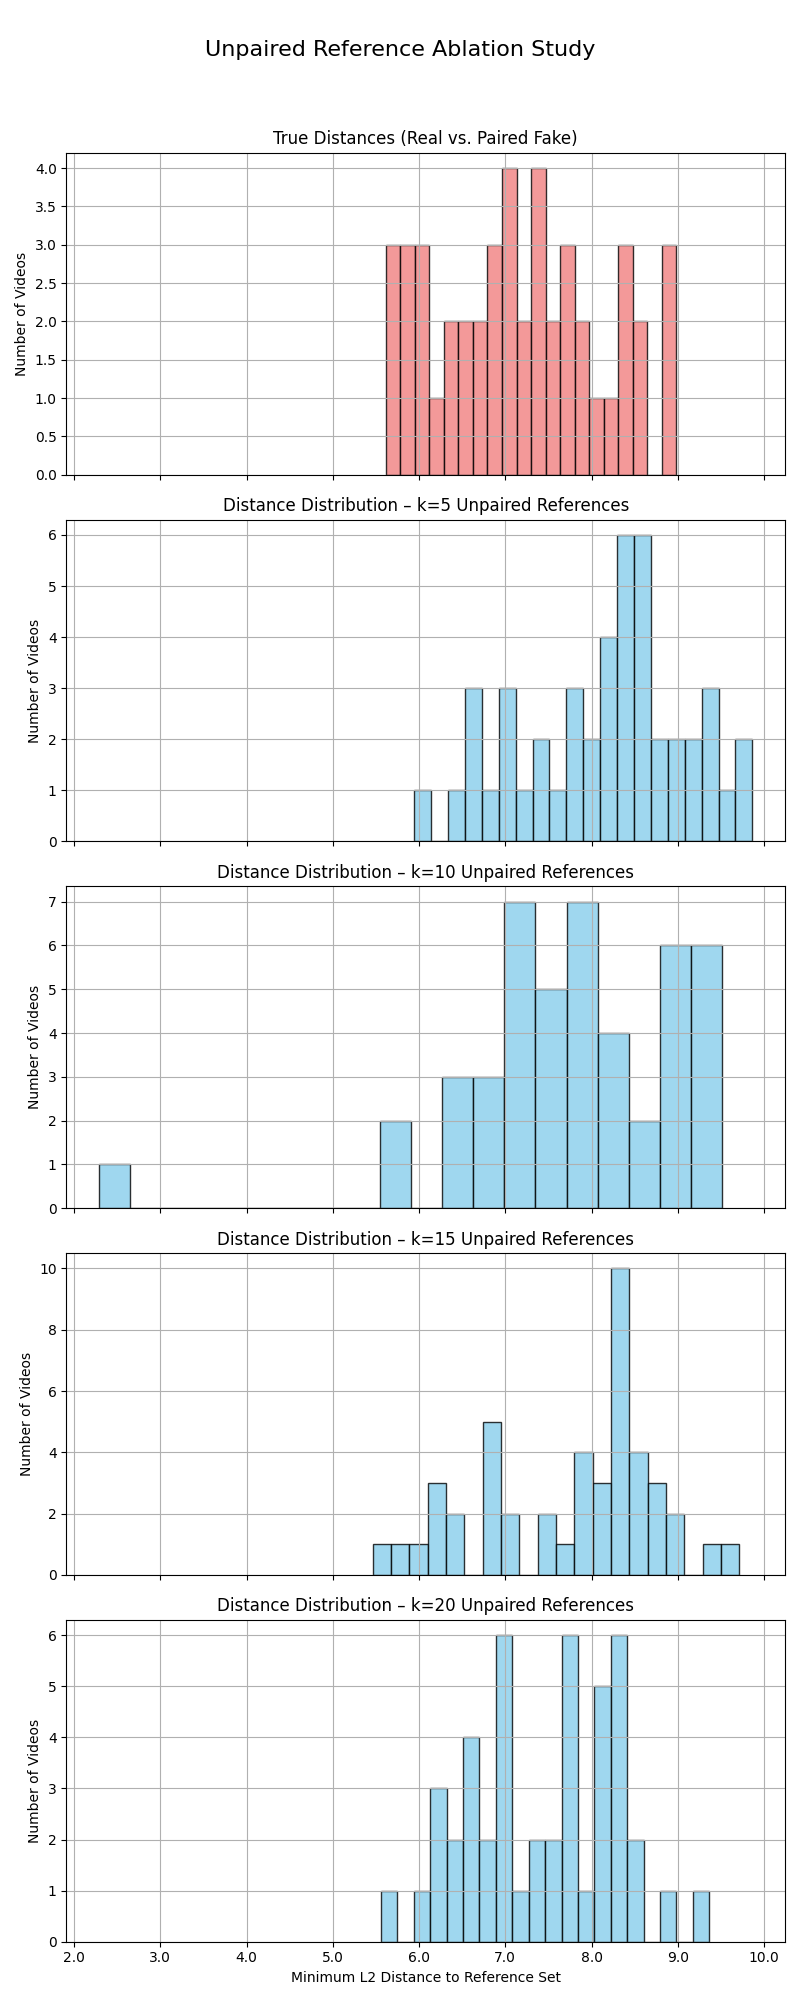 Unpaired Reference Ablation Study
True Distances (Real vs. Paired Fake)
4.0
3.5
3.0
2.5
2.0
1.5
1.0
0.5
0.0
Number of Videos
Distance Distribution – k=5 Unpaired References
6
5
4
3
2
1
0
Number of Videos
Distance Distribution – k=10 Unpaired References
7
6
5
4
3
2
1
0
Number of Videos
Distance Distribution – k=15 Unpaired References
10
8
6
4
2
0
Number of Videos
Distance Distribution – k=20 Unpaired References
6
5
4
3
2
1
0
Number of Videos
2.0 3.0 4.0 5.0 6.0 7.0 8.0 9.0 10.0
Minimum L2 Distance to Reference Set